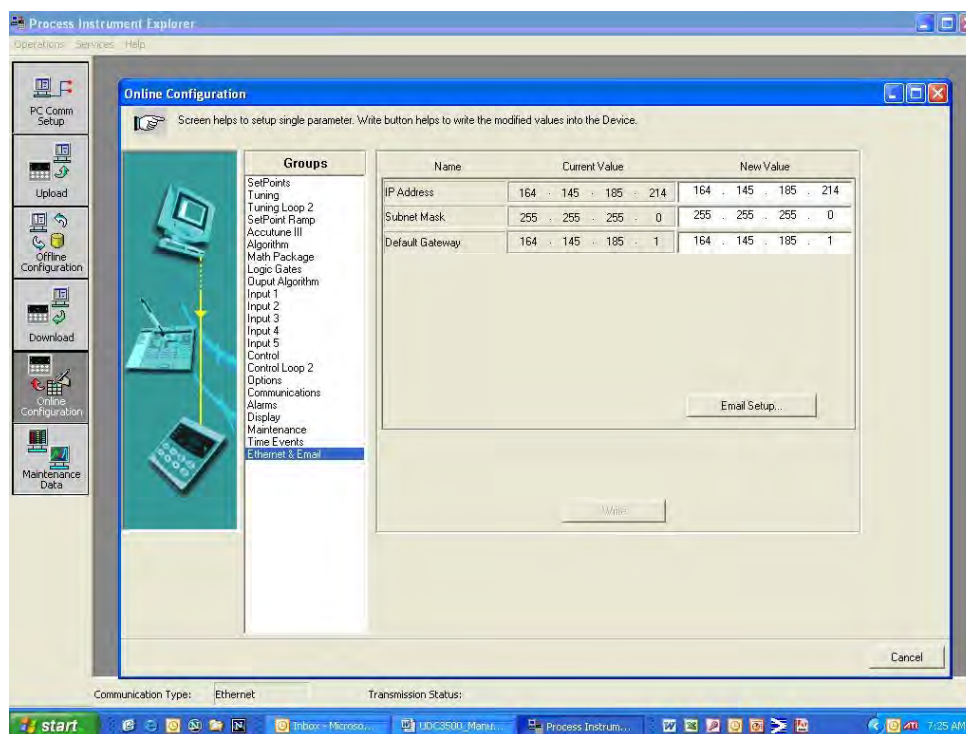 Process Instrument Explorer
Operations Services Help
PC Comm
Setup
Upload
Offline
Configuration
Download
Online
Configuration
Maintenance
Data
Online Configuration
Screen helps to setup single parameter. Write button helps to write the modified values into the Device.
Groups
SetPoints
Tuning
Tuning Loop 2
SetPoint Ramp
Accutune III
Algorithm
Math Package
Logic Gates
Ouput Algorithm
Input 1
Input 2
Input 3
Input 4
Input 5
Control
Control Loop 2
Options
Communications
Alarms
Display
Maintenance
Time Events
Ethernet & Email
Name Current Value New Value
IP Address 164 . 145 . 185 . 214 164 . 145 . 185 . 214
Subnet Mask 255 . 255 . 255 . 0 255 . 255 . 255 . 0
Default Gateway 164 . 145 . 185 . 1 164 . 145 . 185 . 1
Email Setup...
Write
Cancel
Communication Type: Ethernet Transmission Status:
start Inbox - Microso... UDC3500_Manu... Process Instrum... 7:25 AM